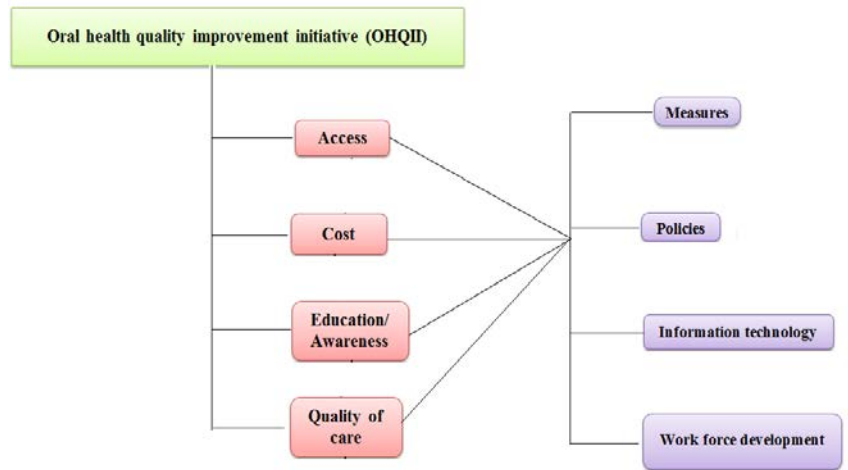 Oral health quality improvement initiative (OHQII)
Access
Cost
Education/
Awareness
Quality of
care
Measures
Policies
Information technology
Work force development